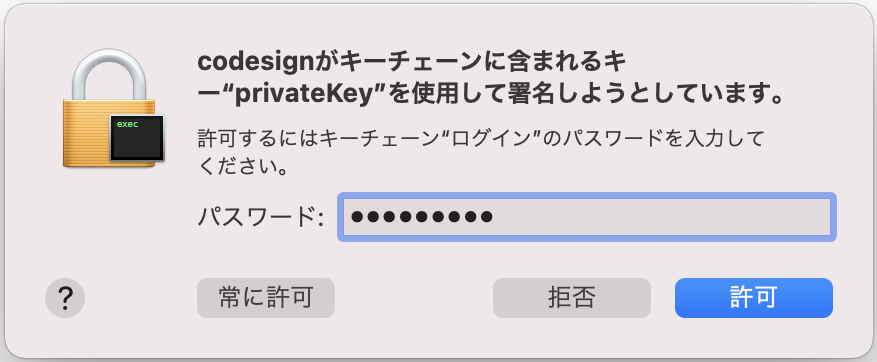 exec
codesignがキーチェーンに含まれるキ
ー“privateKey”を使用して署名しようとしています。
許可するにはキーチェーン“ログイン”のパスワードを入力して
ください。
パスワード: ●●●●●●●●●
?
常に許可
拒否
許可